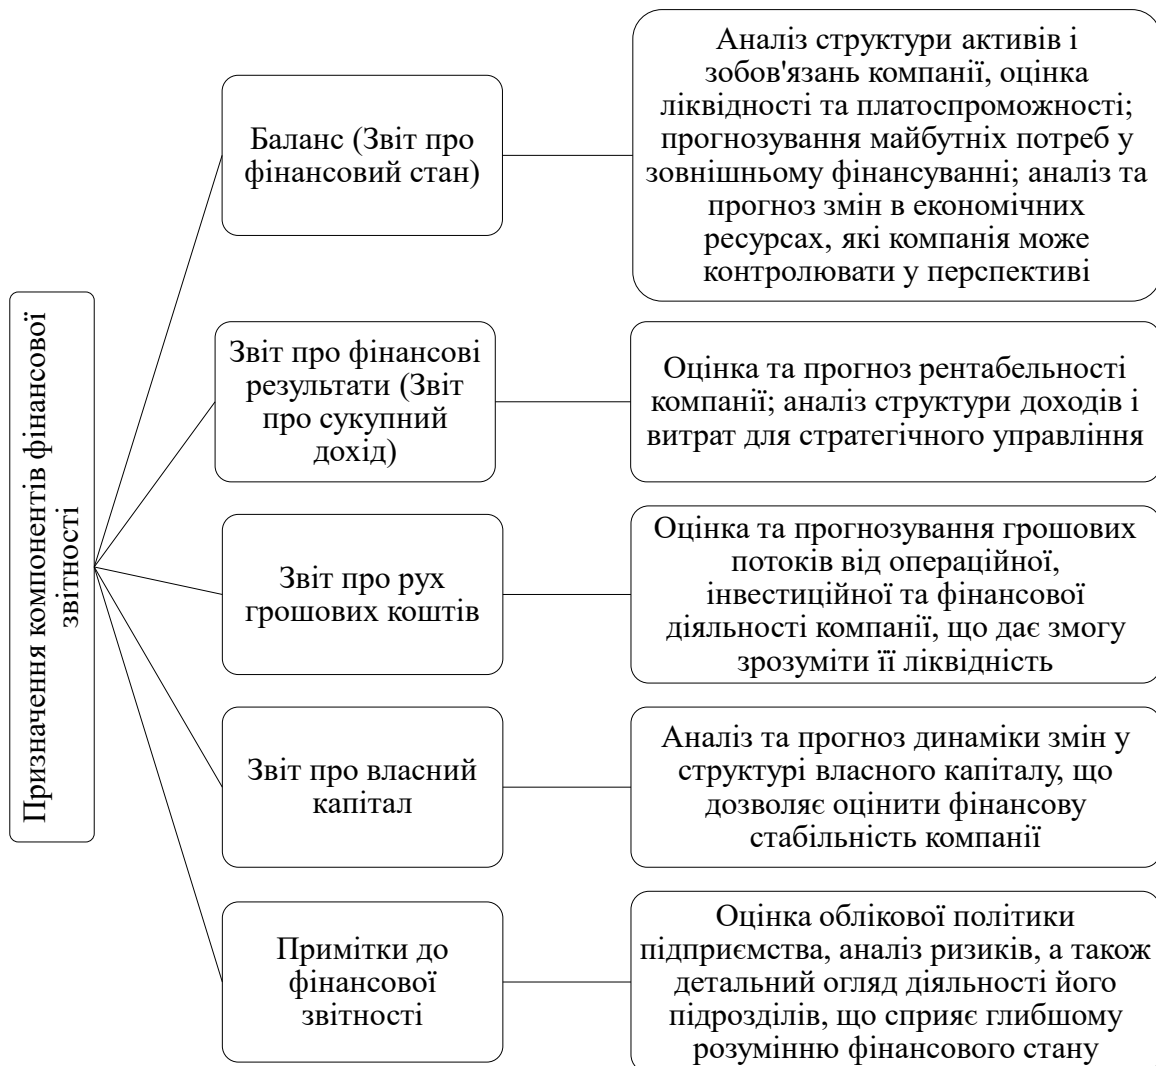 Призначення компонентів фінансової
звітності
Баланс (Звіт про
фінансовий стан)
Аналіз структури активів і
зобов'язань компанії, оцінка
ліквідності та платоспроможності;
прогнозування майбутніх потреб у
зовнішньому фінансуванні; аналіз та
прогноз змін в економічних
ресурсах, які компанія може
контролювати у перспективі
Звіт про фінансові
результати (Звіт
про сукупний
дохід)
Оцінка та прогноз рентабельності
компанії; аналіз структури доходів і
витрат для стратегічного управління
Звіт про рух
грошових коштів
Оцінка та прогнозування грошових
потоків від операційної,
інвестиційної та фінансової
діяльності компанії, що дає змогу
зрозуміти її ліквідність
Звіт про власний
капітал
Аналіз та прогноз динаміки змін у
структурі власного капіталу, що
дозволяє оцінити фінансову
стабільність компанії
Примітки до
фінансової
звітності
Оцінка облікової політики
підприємства, аналіз ризиків, а також
детальний огляд діяльності його
підрозділів, що сприяє глибшому
розумінню фінансового стану